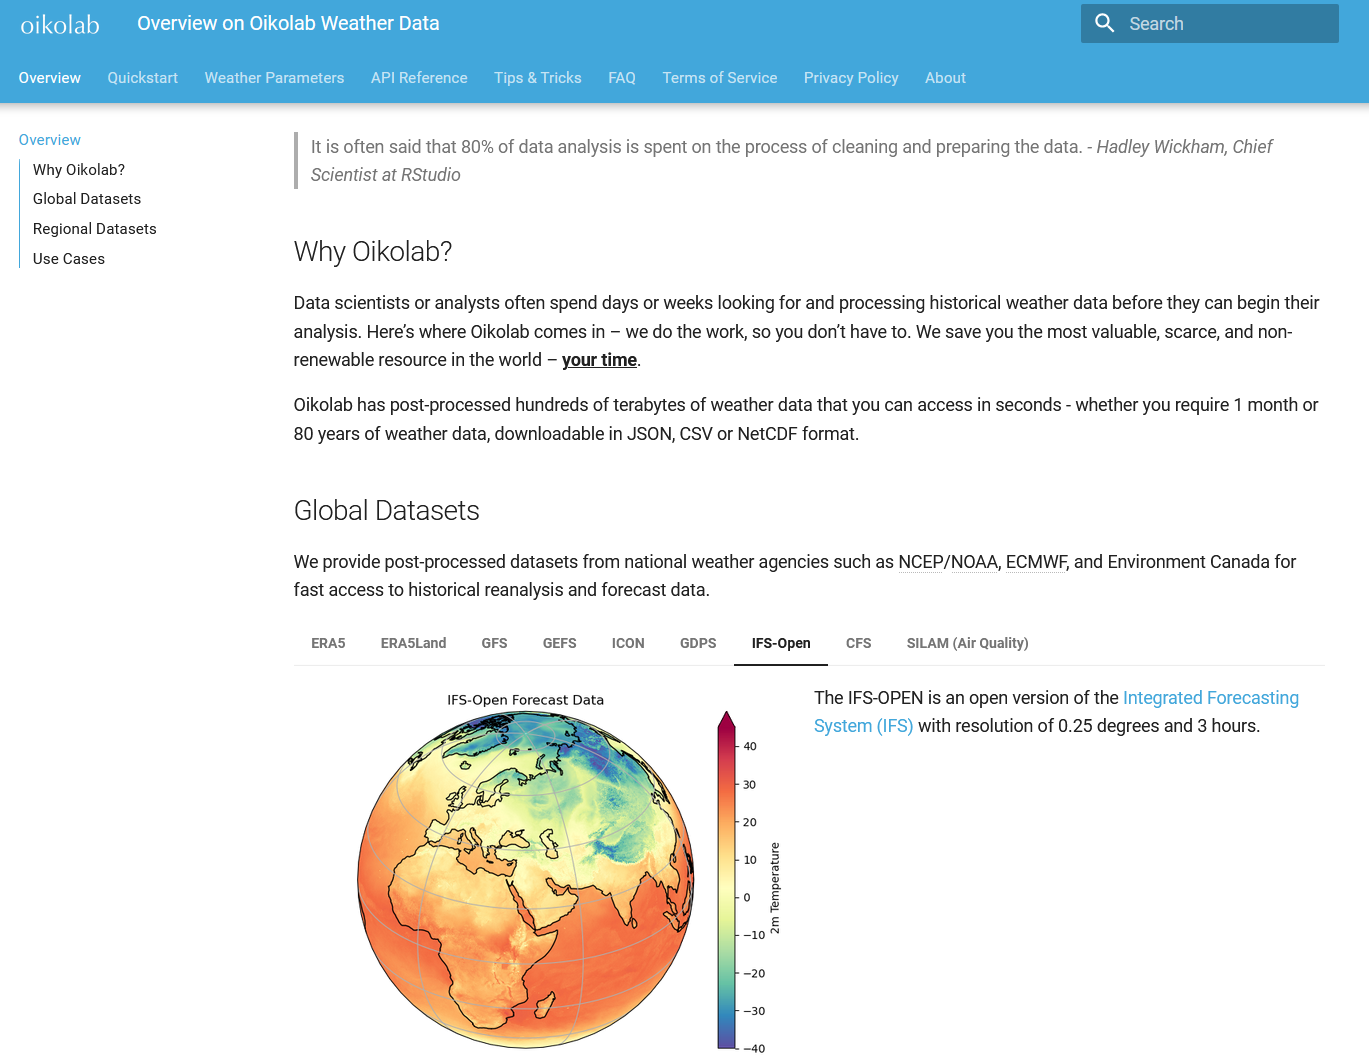 oikolab
Overview on Oikolab Weather Data
Search
Overview
Quickstart
Weather Parameters
API Reference
Tips & Tricks
FAQ
Terms of Service
Privacy Policy
About
Overview
Why Oikolab?
Global Datasets
Regional Datasets
Use Cases
It is often said that 80% of data analysis is spent on the process of cleaning and preparing the data. - Hadley Wickham, Chief
Scientist at RStudio
Why Oikolab?
Data scientists or analysts often spend days or weeks looking for and processing historical weather data before they can begin their
analysis. Here’s where Oikolab comes in – we do the work, so you don’t have to. We save you the most valuable, scarce, and non-
renewable resource in the world – your time.
Oikolab has post-processed hundreds of terabytes of weather data that you can access in seconds - whether you require 1 month or
80 years of weather data, downloadable in JSON, CSV or NetCDF format.
Global Datasets
We provide post-processed datasets from national weather agencies such as NCEP/NOAA, ECMWF, and Environment Canada for
fast access to historical reanalysis and forecast data.
ERA5
ERA5Land
GFS
GEFS
ICON
GDPS
IFS-Open
CFS
SILAM (Air Quality)
IFS-Open Forecast Data
40
30
20
10
0
−10
−20
−30
−40
2m Temperature
The IFS-OPEN is an open version of the Integrated Forecasting
System (IFS) with resolution of 0.25 degrees and 3 hours.